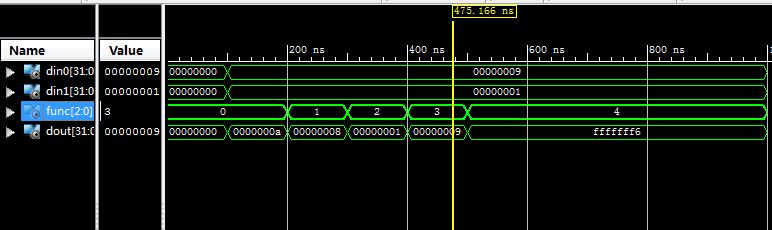 475.166 ns
Name Value 200 ns 400 ns 600 ns 800 ns
din0[31:0 00000009 00000000 00000009
din1[31:0 00000001 00000000 00000001
func[2:0] 3 0 1 2 3 4
dout[31:0 00000009 00000000 0000000a 00000008 00000001 00000009 fffffff6